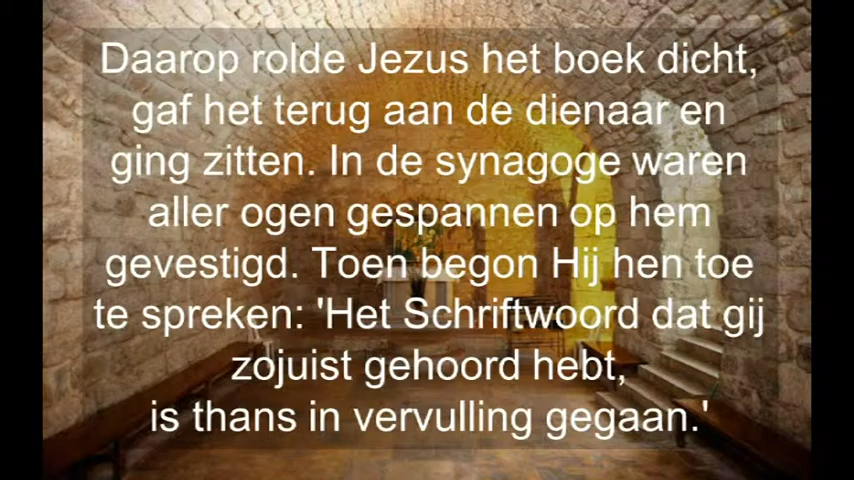 Daarop rolde Jezus het boek dicht,
gaf het terug aan de dienaar en
ging zitten. In de synagoge waren
aller ogen gespannen op hem
gevestigd. Toen begon Hij hen toe
te spreken: 'Het Schriftwoord dat gij
zojuist gehoord hebt,
is thans in vervulling gegaan.'